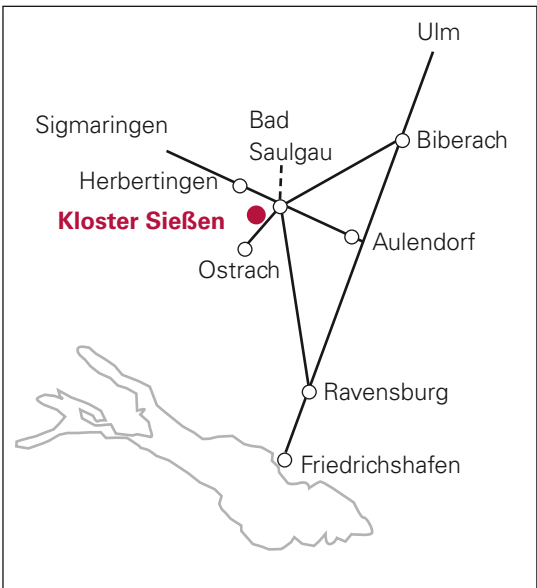 Ulm
Sigmaringen
Bad
Saulgau
Biberach
Herbertingen
Kloster Sießen
Aulendorf
Ostrach
Ravensburg
Friedrichshafen